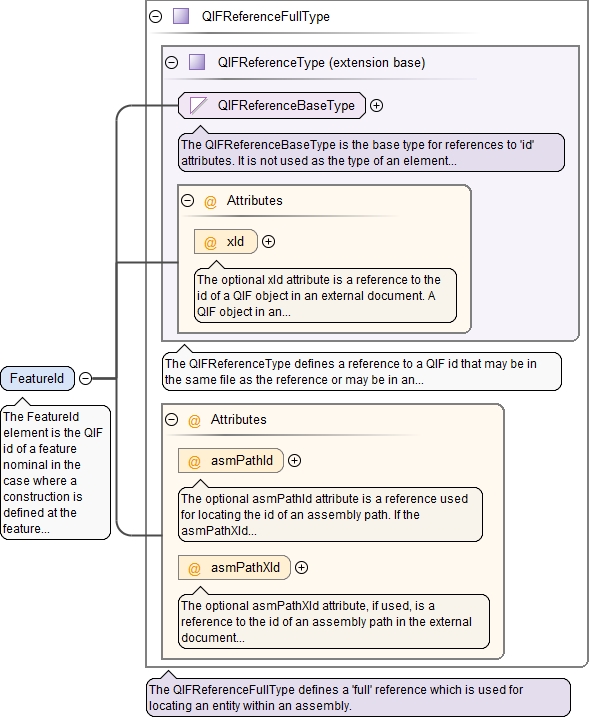 QIFReferenceFullType
QIFReferenceType (extension base)
QIFReferenceBaseType
The QIFReferenceBaseType is the base type for references to 'id'
attributes. It is not used as the type of an element...
@ Attributes
@ xId
The optional xId attribute is a reference to the
id of a QIF object in an external document. A
QIF object in an...
The QIFReferenceType defines a reference to a QIF id that may be in
the same file as the reference or may be in an...
FeatureId
The FeatureId
element is the QIF
id of a feature
nominal in the
case where a
construction is
defined at the
feature...
@ Attributes
@ asmPathId
The optional asmPathId attribute is a reference used
for locating the id of an assembly path. If the
asmPathXId...
@ asmPathXId
The optional asmPathXId attribute, if used, is a
reference to the id of an assembly path in the external
document...
The QIFReferenceFullType defines a 'full' reference which is used for
locating an entity within an assembly.